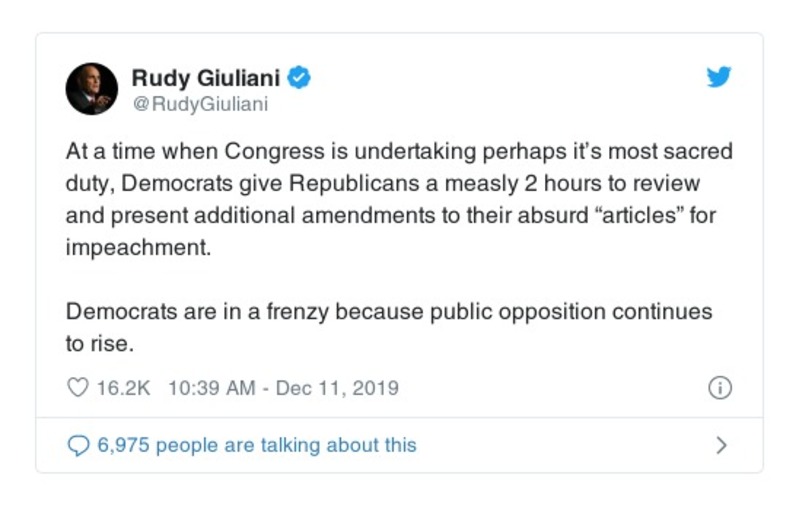 Rudy Giuliani
@RudyGiuliani
At a time when Congress is undertaking perhaps it’s most sacred
duty, Democrats give Republicans a measly 2 hours to review
and present additional amendments to their absurd “articles” for
impeachment.
Democrats are in a frenzy because public opposition continues
to rise.
16.2K 10:39 AM - Dec 11, 2019
6,975 people are talking about this